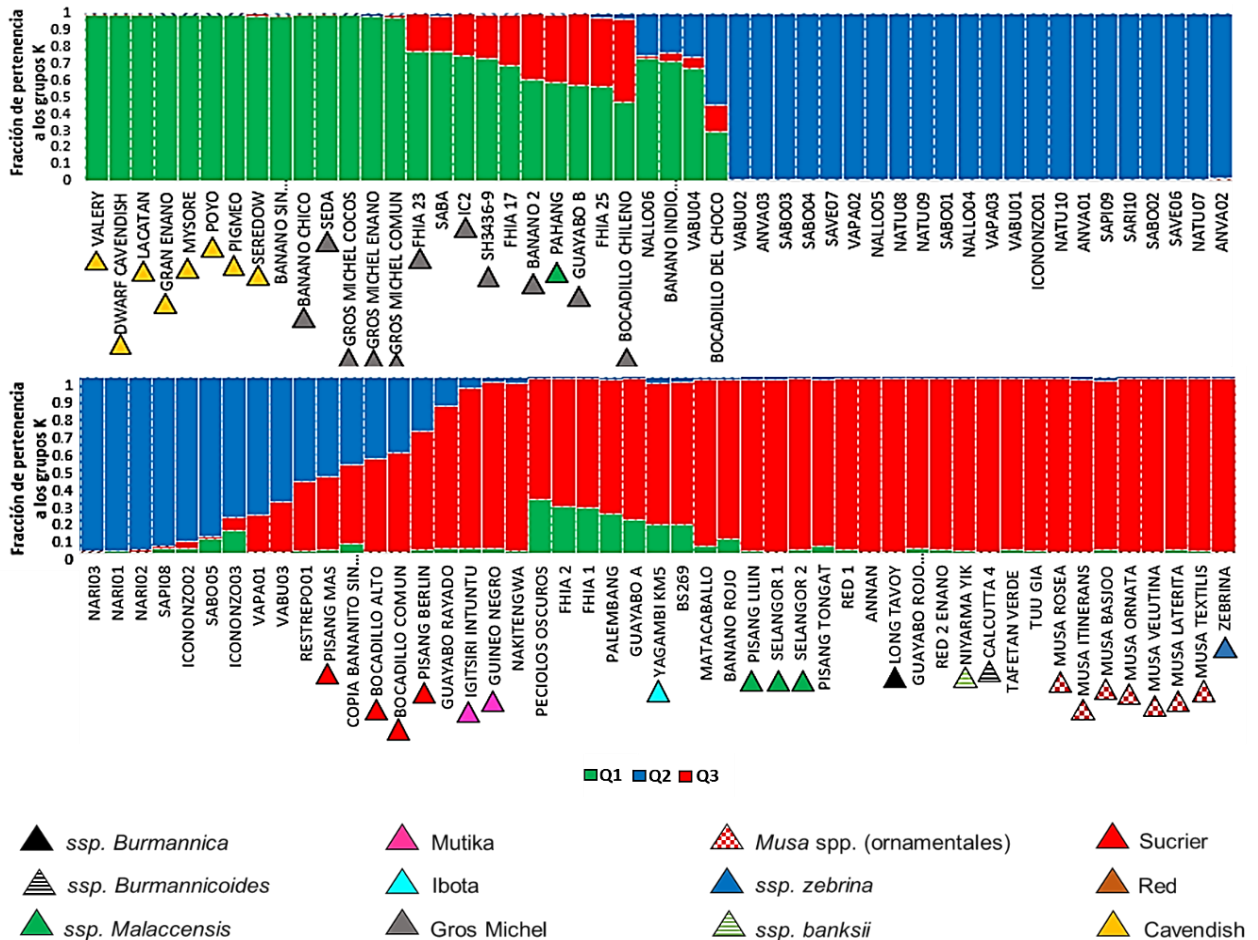 Fracción de pertenencia
a los grupos K
1
0.9
0.8
0.7
0.6
0.5
0.4
0.3
0.2
0.1
0
VALERY
DWARF CAVENDISH
LACATAN
GRAN ENANO
MYSORE
POYO
PIGMEO
SEREDOW
BANANO SIN...
BANANO CHICO
SEDA
GROS MICHEL COCOS
GROS MICHEL ENANO
GROS MICHEL COMUN
FHIA 23
SABA
IC2
SH3436-9
FHIA 17
BANANO 2
PAHANG
GUAYABO B
FHIA 25
BOCADILLO CHILENO
NALLO06
BANANO INDIO...
VABU04
BOCADILLO DEL CHOCO
VABU02
ANVA03
SABO03
SABO04
SAVE07
VAPA02
NALLO05
NATU08
NATU09
SABO01
NALLO04
VAPA03
VABU01
ICONONZO01
NATU10
ANVA01
SAPI09
SARI10
SABO02
SAVE06
NATU07
ANVA02
Fracción de pertenencia
a los grupos K
1
0.9
0.8
0.7
0.6
0.5
0.4
0.3
0.2
0.1
0
NARI03
NARI01
NARI02
SAPI08
ICONONZO02
SABO05
ICONONZO03
VAPA01
VABU03
RESTREPO01
PISANG MAS
COPIA BANANITO SIN...
BOCADILLO ALTO
BOCADILLO COMUN
PISANG BERLIN
GUAYABO RAYADO
IGITSIRI INTUNTU
GUINEO NEGRO
NAKITENGWA
PECIOLOS OSCUROS
FHIA 2
FHIA 1
PALEMBANG
GUAYABO A
YAGAMBI KM5
BS269
MATACABALLO
BANANO ROJO
PISANG LILIN
SELANGOR 1
SELANGOR 2
PISANG TONGAT
RED 1
ANNAN
LONG TAVOY
GUAYABO ROJO...
RED 2 ENANO
NIYARMA YIK
CALCUTTA 4
TAFETAN VERDE
TUU GIA
MUSA ROSEA
MUSA ITINERANS
MUSA BASJOO
MUSA ORNATA
MUSA VELUTINA
MUSA LATERITA
MUSA TEXTILIS
ZEBRINA
Q1 Q2 Q3
ssp. Burmannica
Mutika
Musa spp. (ornamentales)
Sucrier
ssp. Burmannicoides
Ibota
ssp. zebrina
Red
ssp. Malaccensis
Gros Michel
ssp. banksii
Cavendish